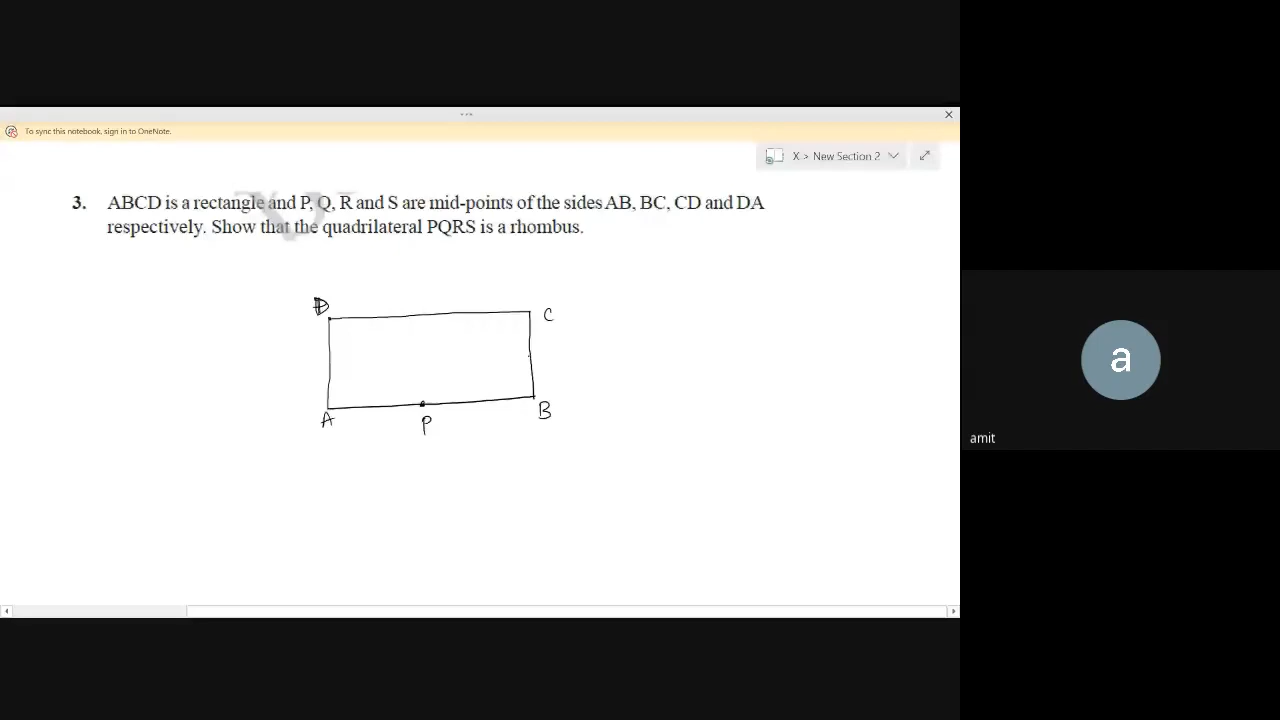 To sync this notebook, sign in to OneNote.
X > New Section 2
3. ABCD is a rectangle and P, Q, R and S are mid-points of the sides AB, BC, CD and DA
respectively. Show that the quadrilateral PQRS is a rhombus.
D
C
A
P
B
a
amit